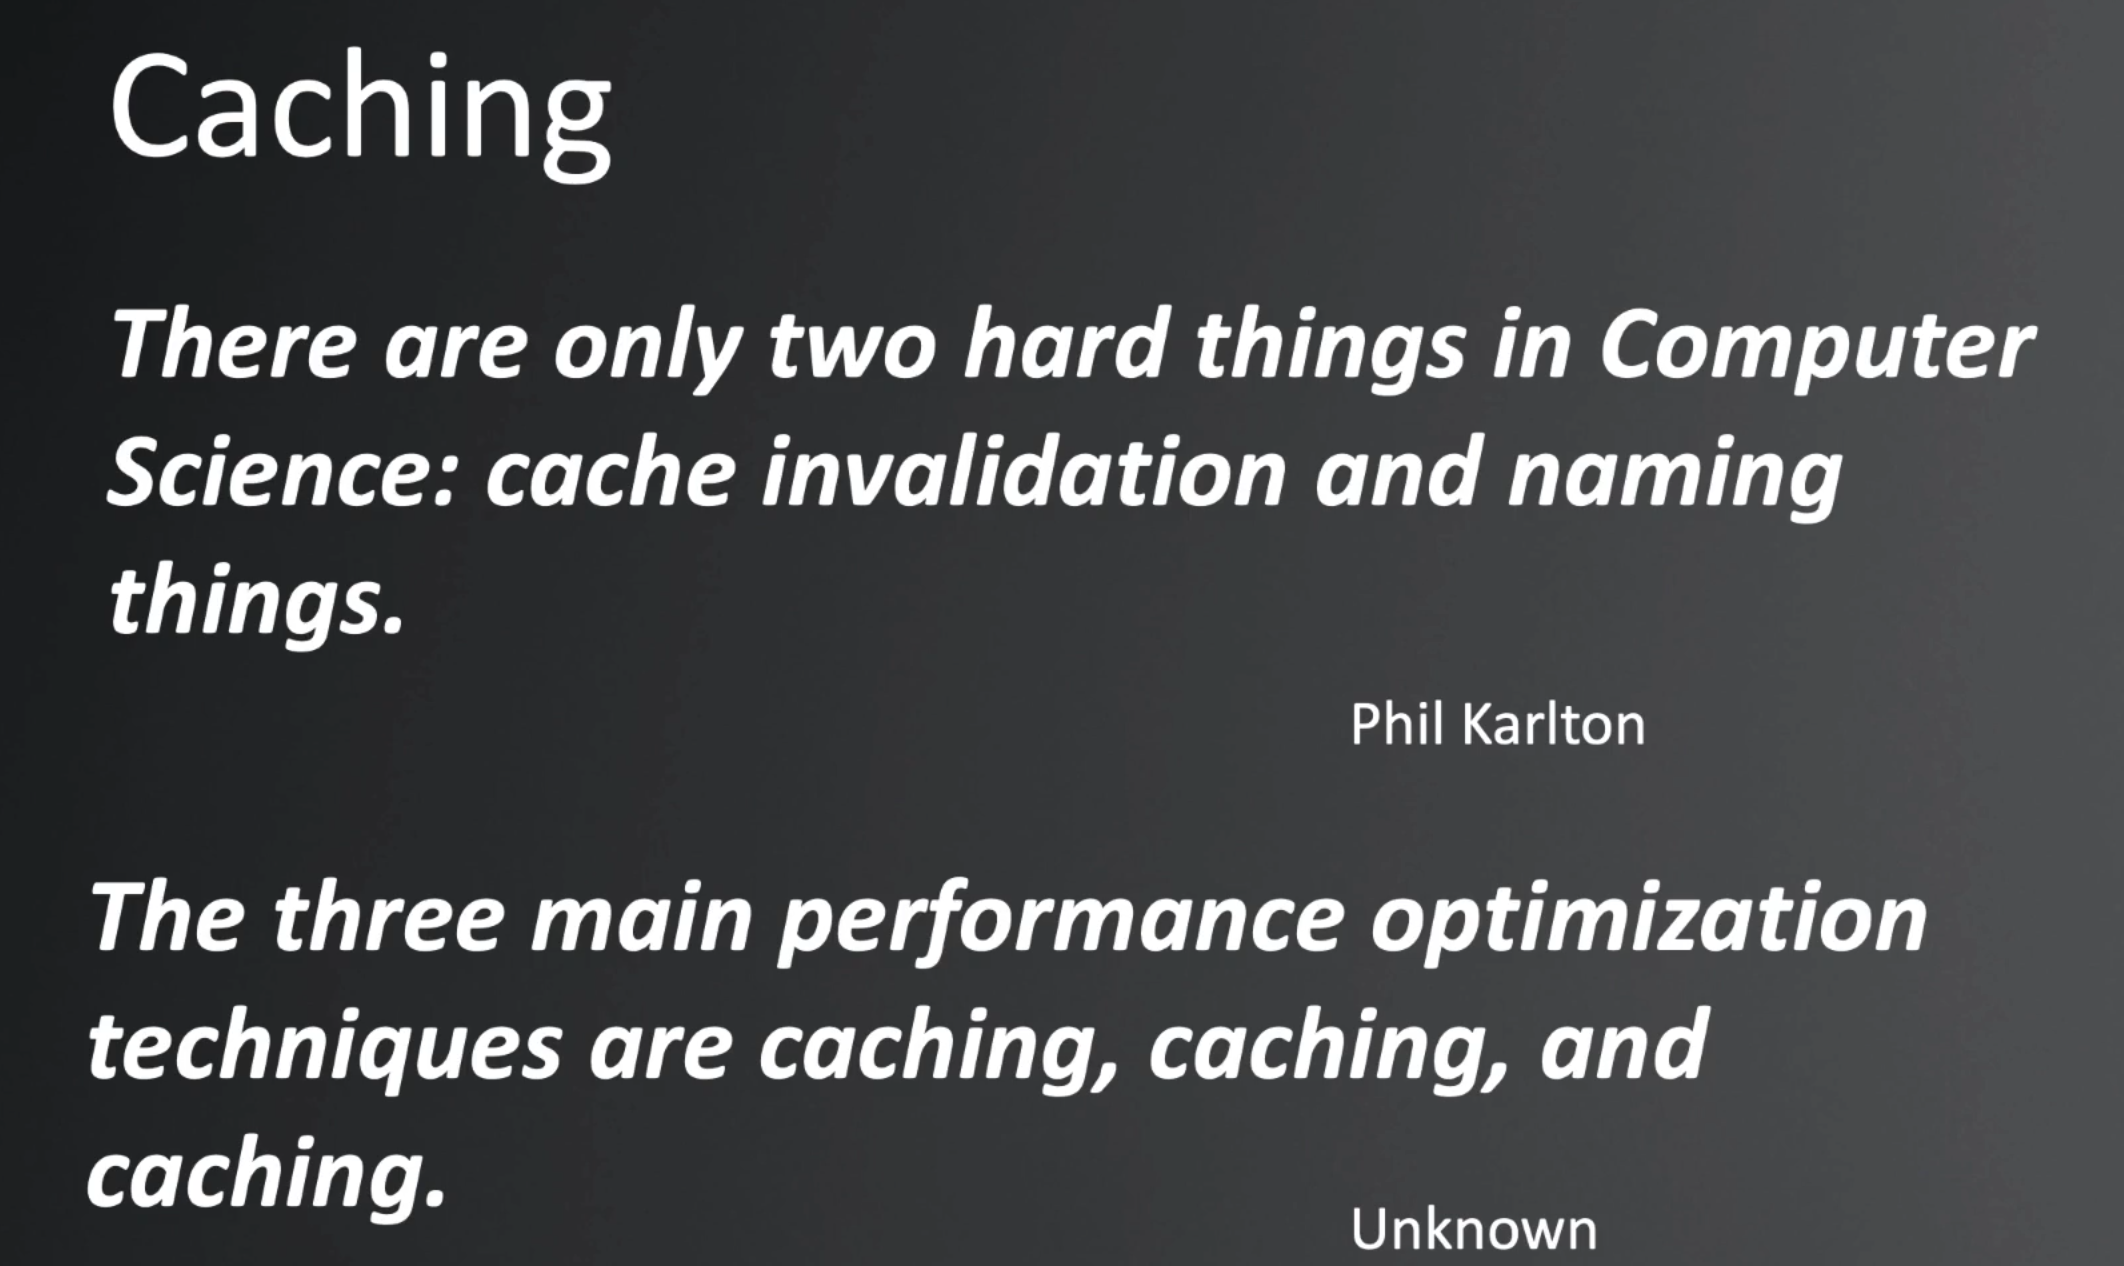 Caching
There are only two hard things in Computer
Science: cache invalidation and naming
things.
Phil Karlton
The three main performance optimization
techniques are caching, caching, and
caching.
Unknown